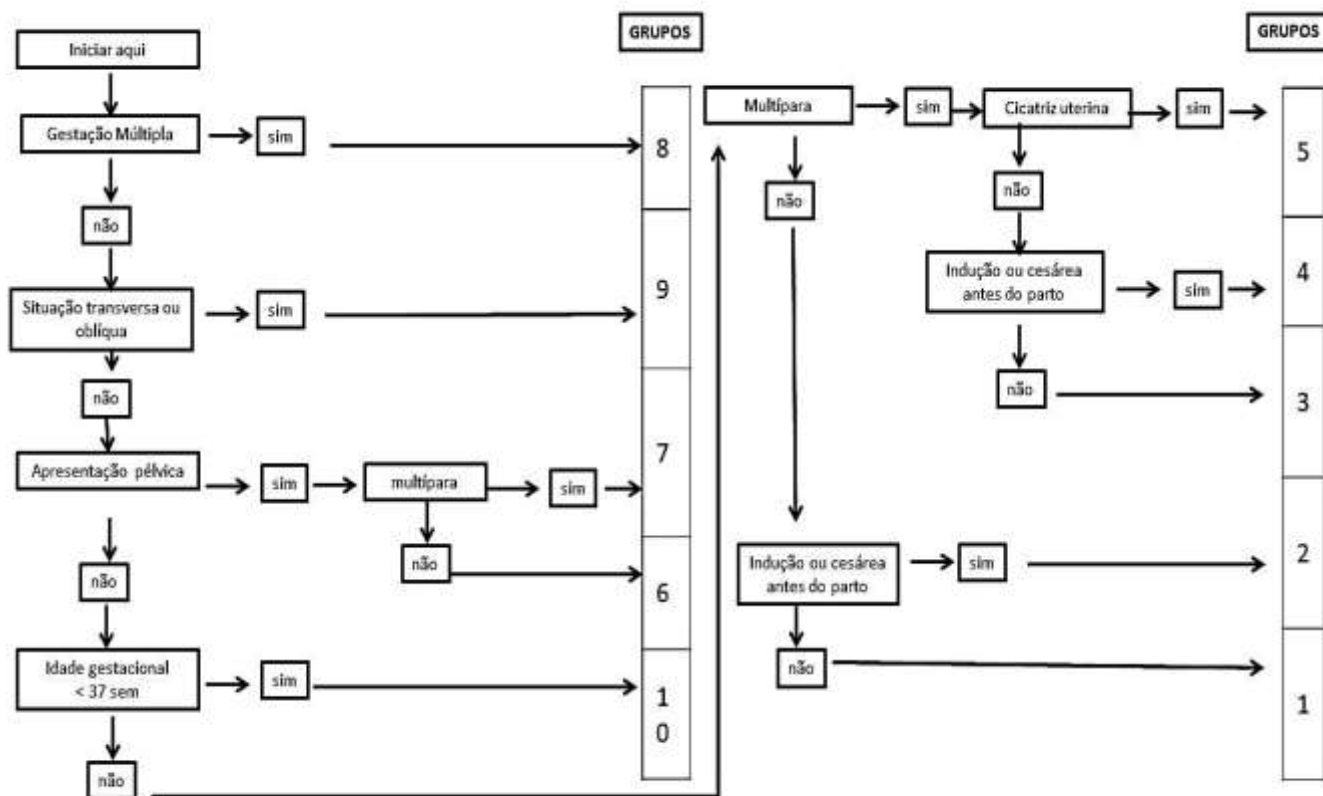 GRUPOS
Iniciar aqui
Gestação Múltipla
sim
8
não
Situação transversa ou
oblíqua
sim
9
não
Apresentação pélvica
sim
multípara
sim
7
não
6
não
Idade gestacional
< 37 sem
sim
1
0
não
GRUPOS
Multípara
sim
Cicatriz uterina
sim
5
não
não
Indução ou cesárea
antes do parto
sim
4
não
3
Indução ou cesárea
antes do parto
sim
2
não
1